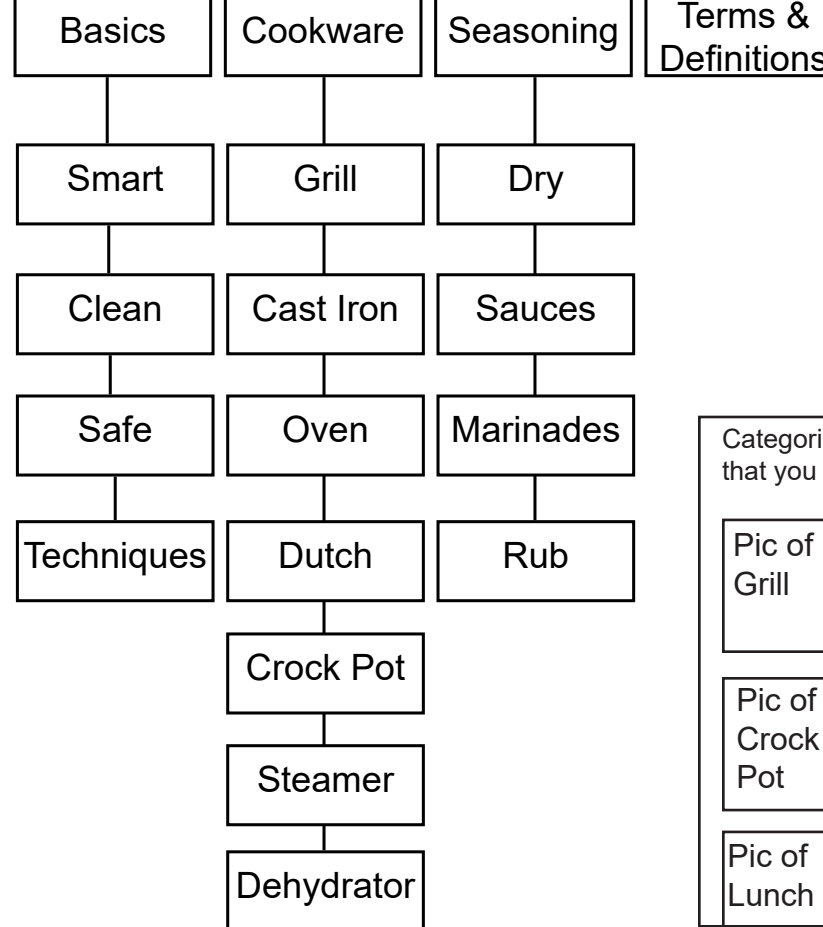 Basics
Cookware
Seasoning
Terms &
Definitions
Smart
Grill
Dry
Clean
Cast Iron
Sauces
Safe
Oven
Marinades
Techniques
Dutch
Rub
Crock Pot
Steamer
Dehydrator
Categori
that you
Pic of
Grill
Pic of
Crock
Pot
Pic of
Lunch